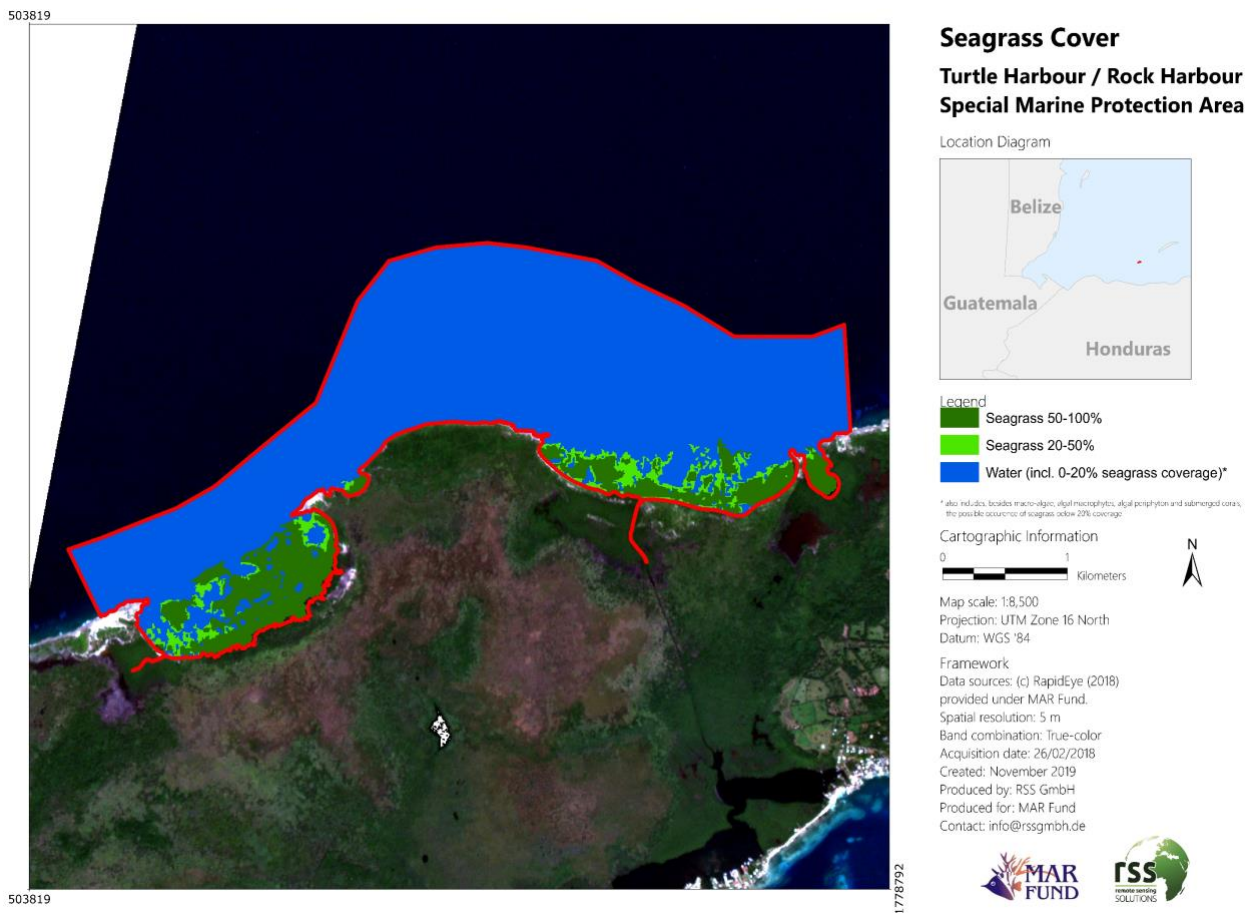 503819
Seagrass Cover
Turtle Harbour / Rock Harbour
Special Marine Protection Area
Location Diagram
Belize
Guatemala
Honduras
Legend
Seagrass 50-100%
Seagrass 20-50%
Water (incl. 0-20% seagrass coverage)*
* also includes, besides macro-algae, algal macrophytes, algal periphyton and submerged corals,
the possible occurence of seagrass below 20% coverage
Cartographic Information
0 1
Kilometers
N
Map scale: 1:8,500
Projection: UTM Zone 16 North
Datum: WGS '84
Framework
Data sources: (c) RapidEye (2018)
provided under MAR Fund.
Spatial resolution: 5 m
Band combination: True-color
Acquisition date: 26/02/2018
Created: November 2019
Produced by: RSS GmbH
Produced for: MAR Fund
Contact: info@rssgmbh.de
MAR
FUND
rss
remote sensing
SOLUTIONS
503819
1778792